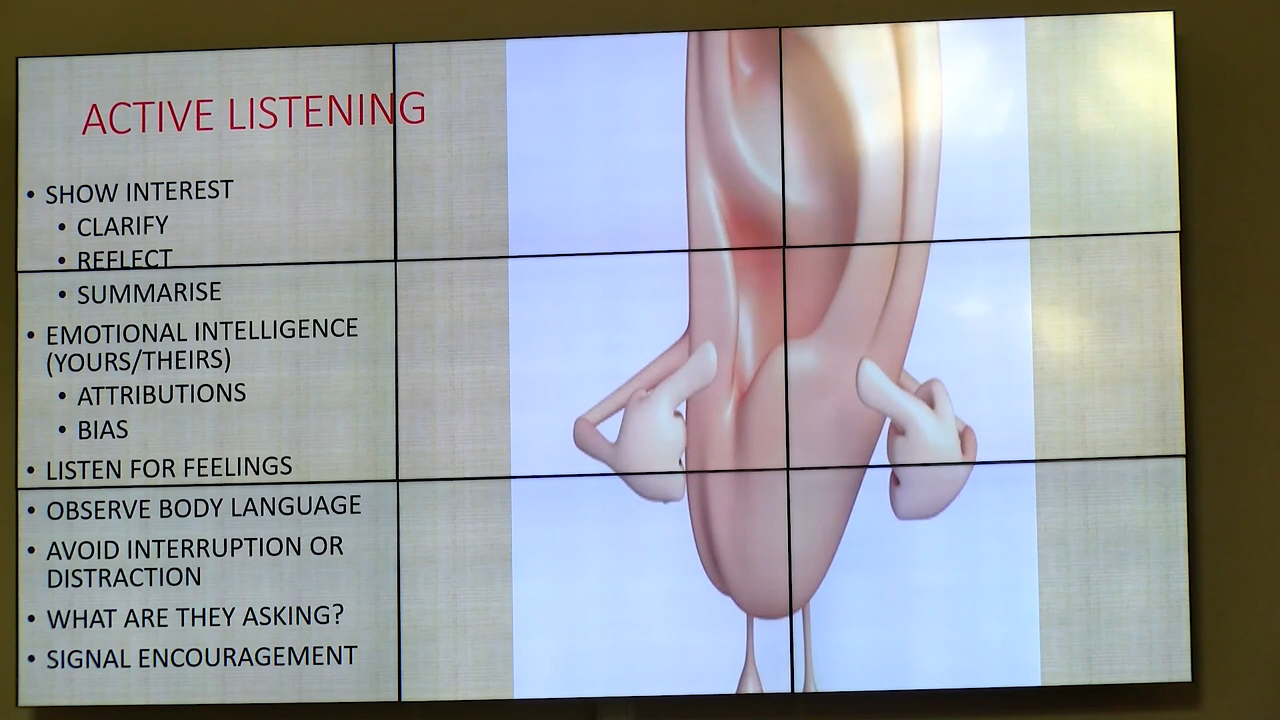 ACTIVE LISTENING
• SHOW INTEREST
• CLARIFY
• REFLECT
• SUMMARISE
• EMOTIONAL INTELLIGENCE
(YOURS/THEIRS)
• ATTRIBUTIONS
• BIAS
• LISTEN FOR FEELINGS
• OBSERVE BODY LANGUAGE
• AVOID INTERRUPTION OR
DISTRACTION
• WHAT ARE THEY ASKING?
• SIGNAL ENCOURAGEMENT